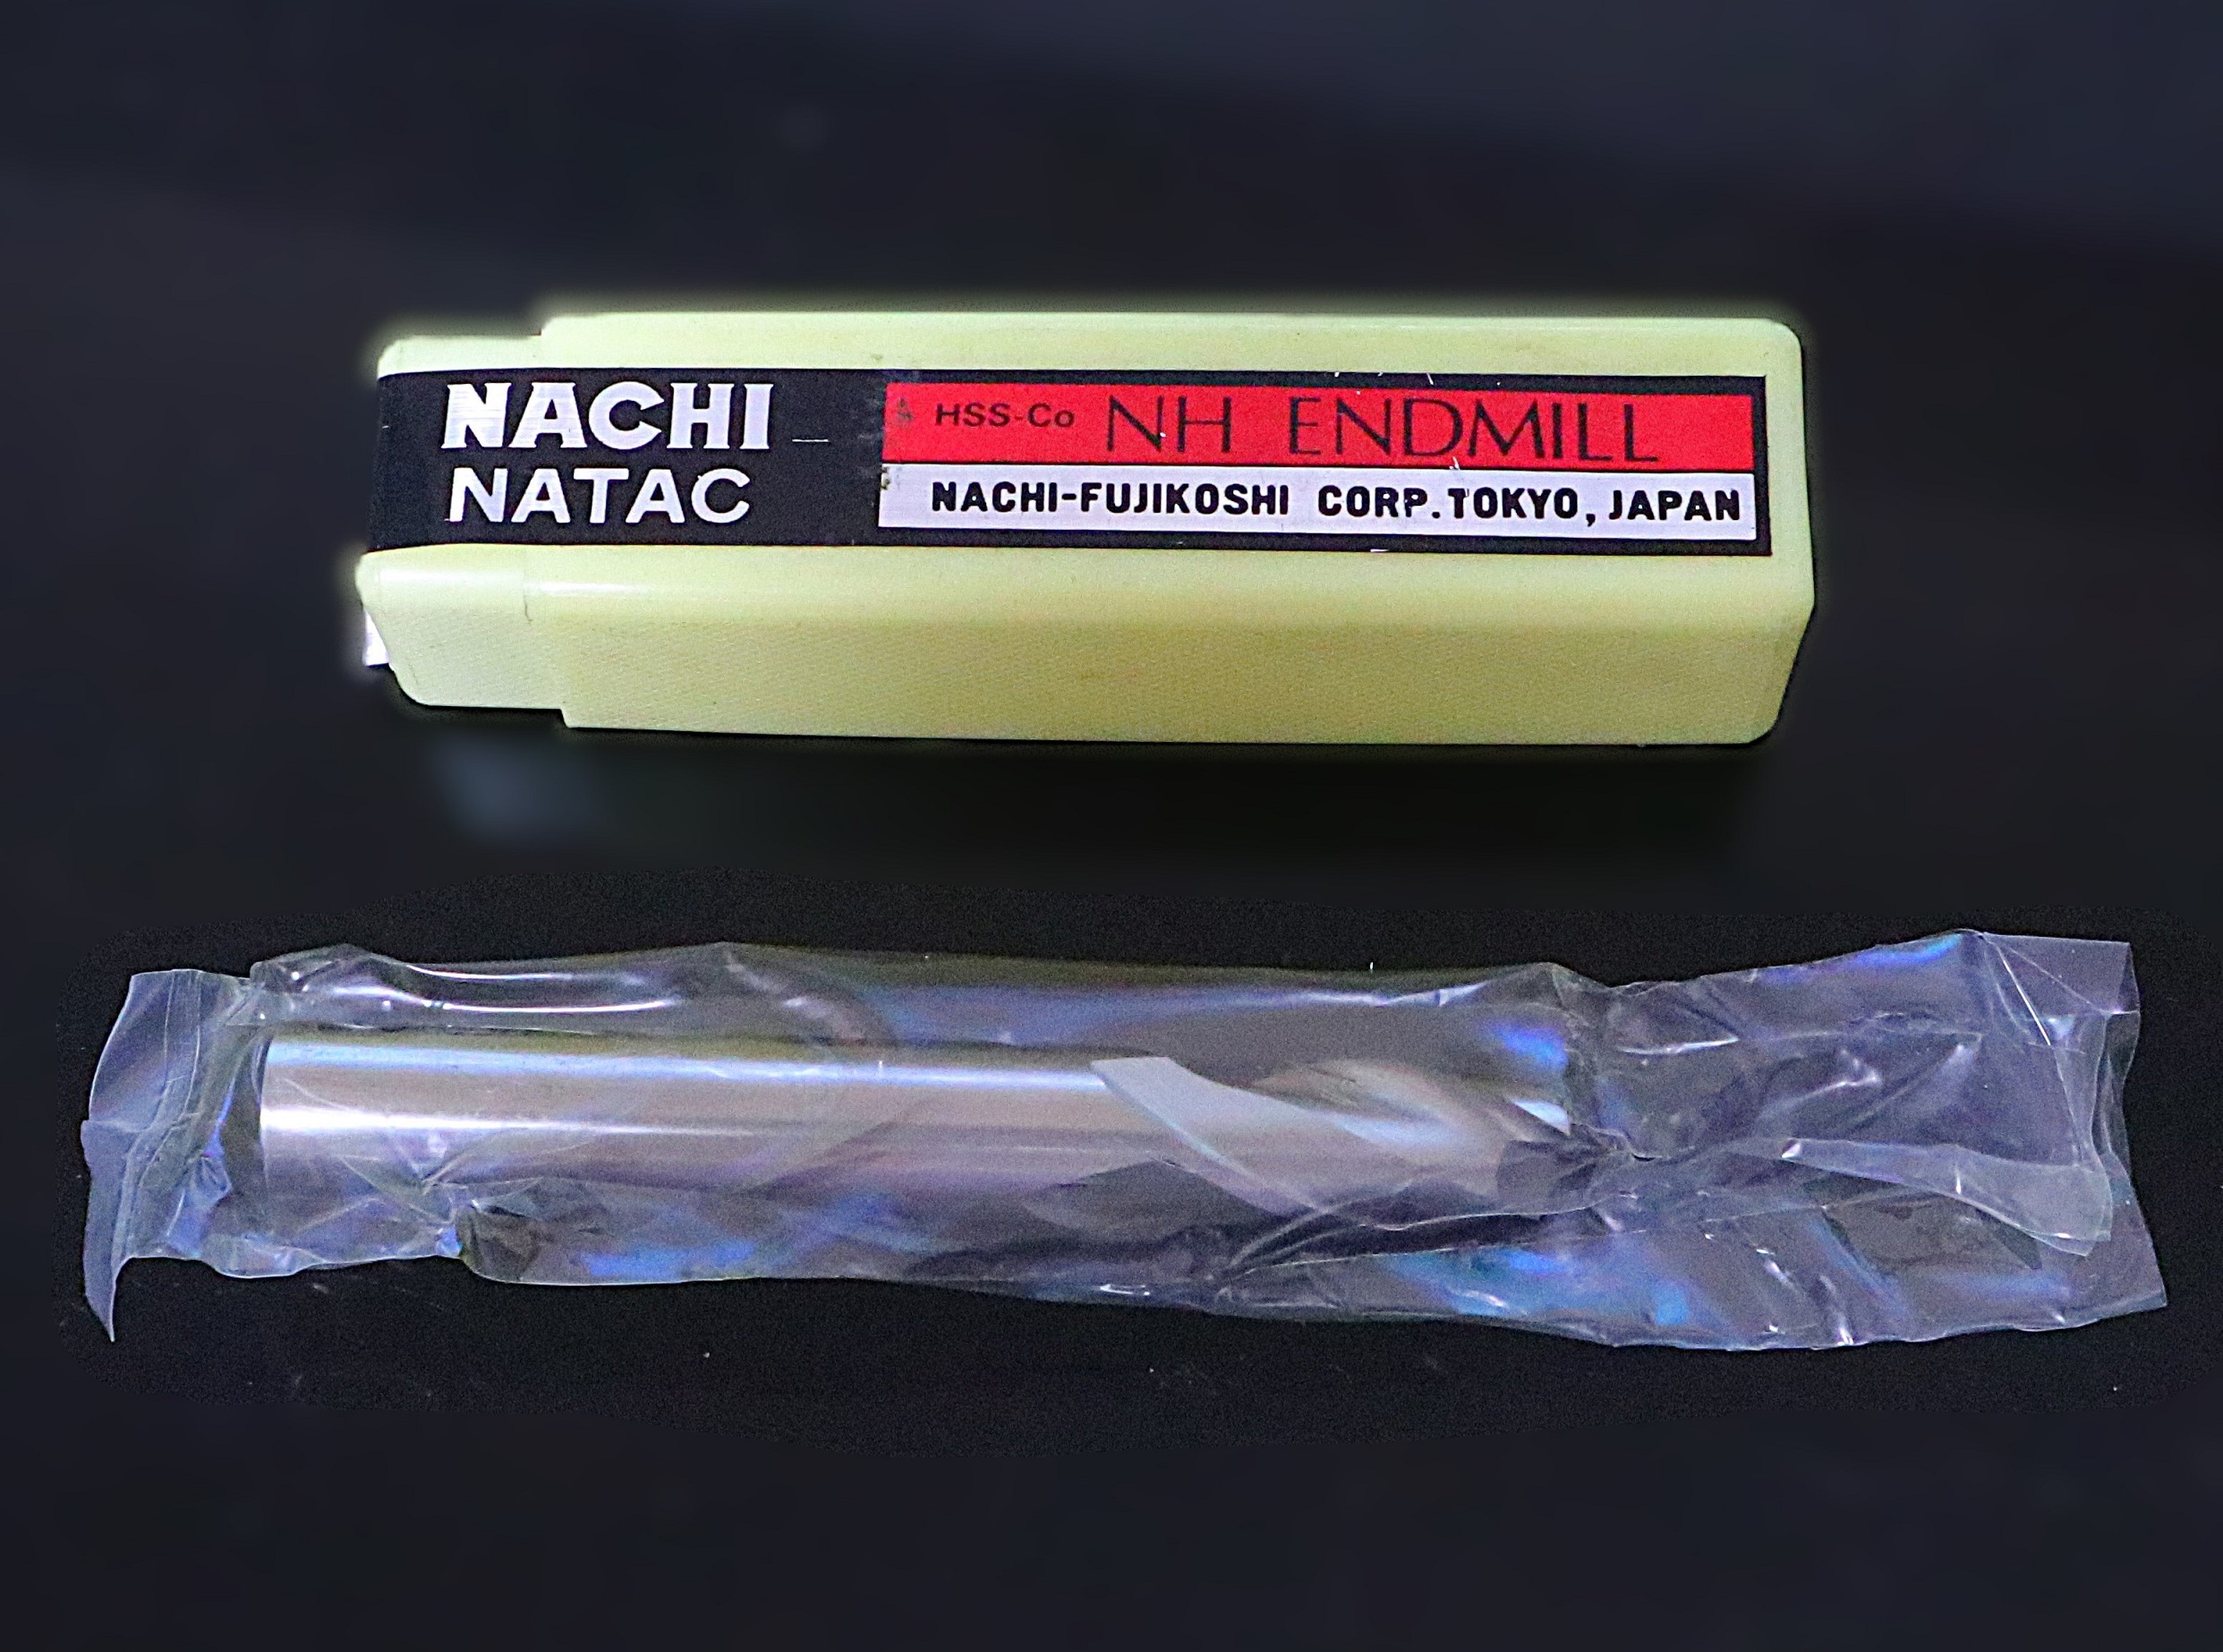 NACHI
NATAC
HSS-Co NH ENDMILL
NACHI-FUJIKOSHI CORP. TOKYO, JAPAN